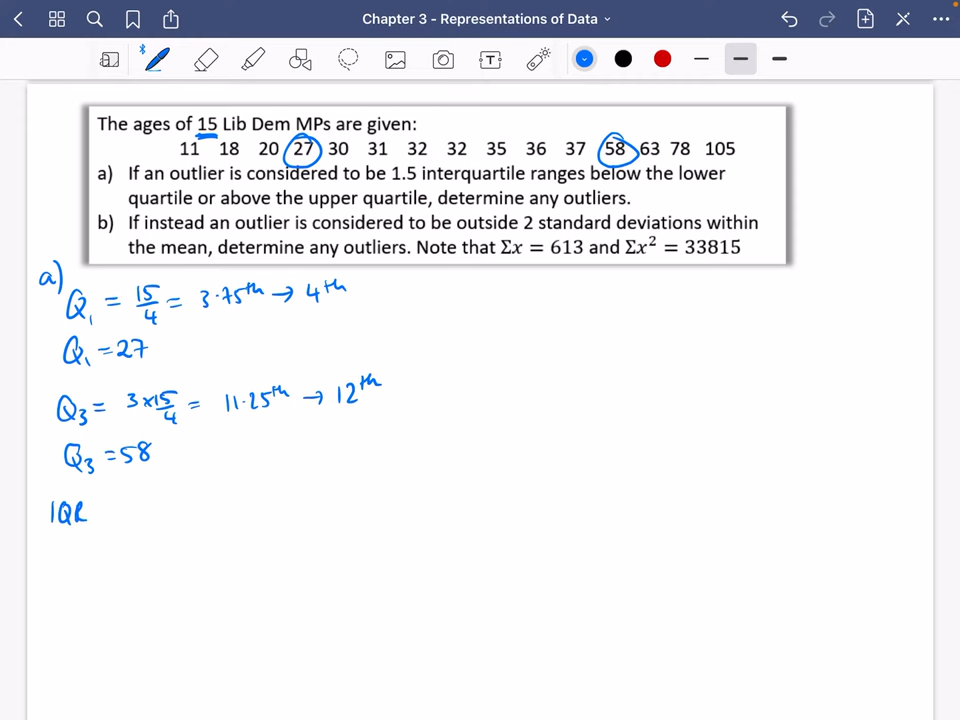 Chapter 3 - Representations of Data
The ages of 15 Lib Dem MPs are given:
11 18 20 27 30 31 32 32 35 36 37 58 63 78 105
a) If an outlier is considered to be 1.5 interquartile ranges below the lower
quartile or above the upper quartile, determine any outliers.
b) If instead an outlier is considered to be outside 2 standard deviations within
the mean, determine any outliers. Note that Σx = 613 and Σx² = 33815
a)
Q₁ = 15/4 = 3.75th → 4th
Q₁ = 27
Q₃ = 3×15/4 = 11.25th → 12th
Q₃ = 58
IQR